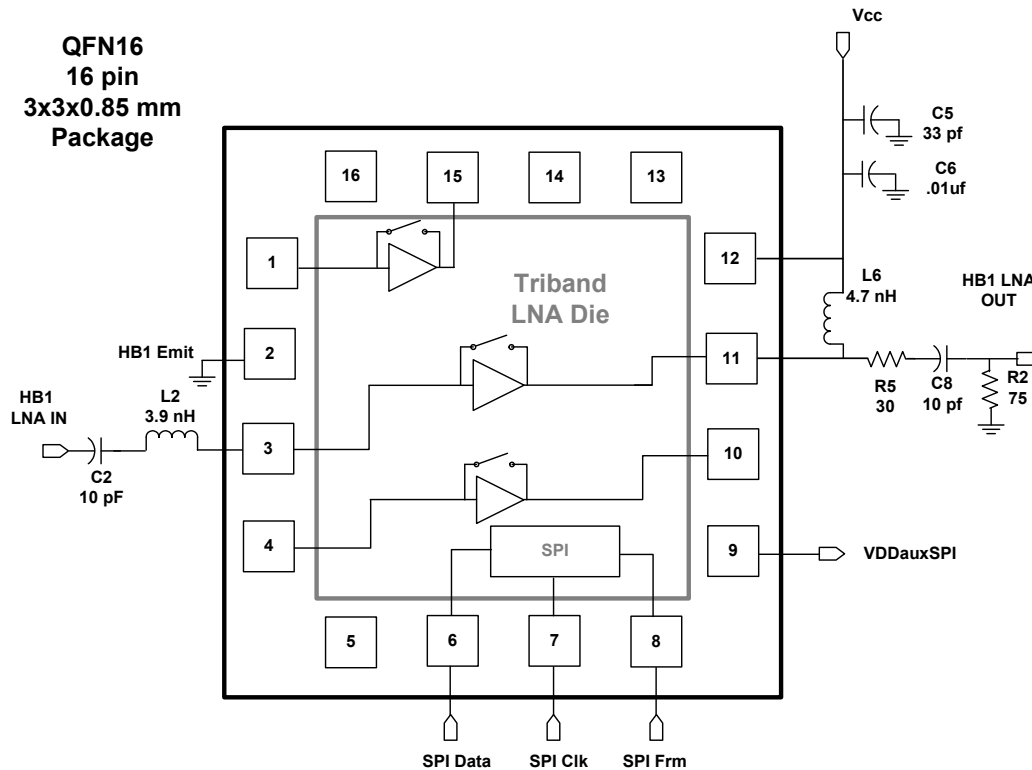 QFN16
16 pin
3x3x0.85 mm
Package
Vcc
C5
33 pf
C6
.01uf
16
15
14
13
1
12
Triband
LNA Die
L6
4.7 nH
HB1 LNA
OUT
HB1 Emit
2
11
R5
30
C8
10 pf
R2
75
HB1
LNA IN
L2
3.9 nH
C2
10 pF
3
10
4
SPI
9
VDDauxSPI
5
6
7
8
SPI Data
SPI Clk
SPI Frm